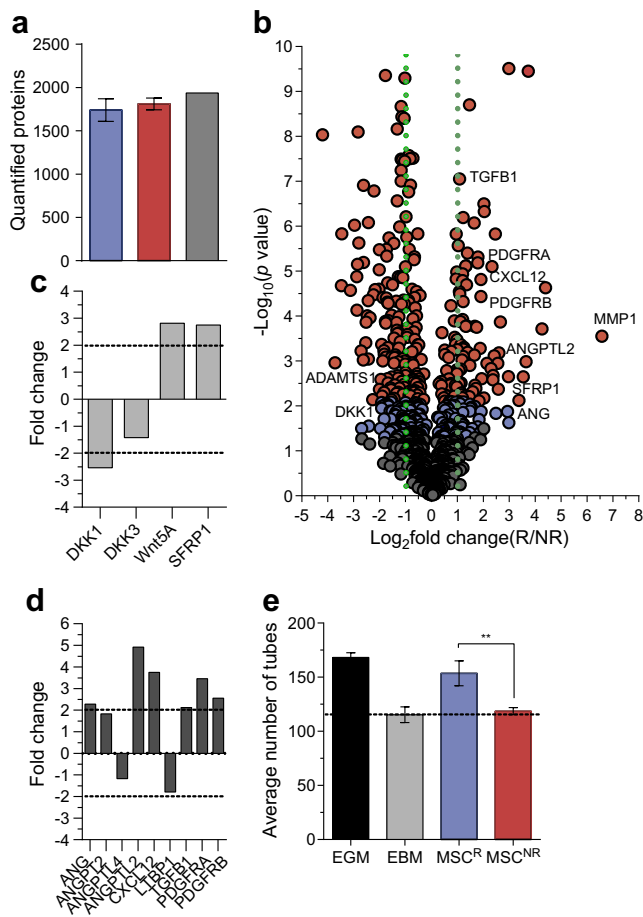 a
Quantified proteins
2500
2000
1500
1000
500
0
b
-Log10(p value)
10
9
8
7
6
5
4
3
2
1
0
TGFB1
PDGFRA
CXCL12
PDGFRB
MMP1
ANGPTL2
ADAMTS1
SFRP1
DKK1
ANG
-5 -4 -3 -2 -1 0 1 2 3 4 5 6 7 8
Log2fold change(R/NR)
c
Fold change
4
3
2
1
0
-1
-2
-3
-4
DKK1
DKK3
Wnt5A
SFRP1
d
Fold change
6
5
4
3
2
1
0
-1
-2
-3
-4
ANG
ANGPT2
ANGPTL4
ANGPTL2
CXCL12
LTBP1
TGFB1
PDGFRA
PDGFRB
e
Average number of tubes
200
150
100
50
0
**
EGM EBM MSCR MSCNR